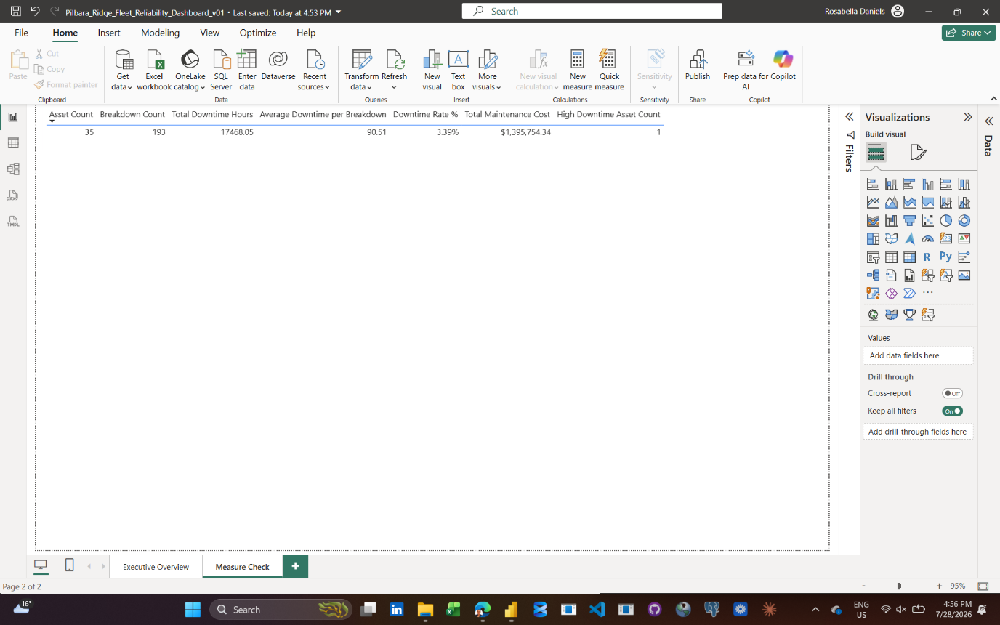 Pilbara_Ridge_Fleet_Reliability_Dashboard_v01 • Last saved: Today at 4:53 PM
Search
Rosabella Daniels
File Home Insert Modeling View Optimize Help
Share
Paste
Cut
Copy
Format painter
Clipboard
Get data
Excel workbook
OneLake catalog
SQL Server
Enter data
Dataverse
Recent sources
Data
Transform data
Refresh
Queries
New visual
Text box
More visuals
Insert
New visual calculation
New measure
Quick measure
Calculations
Sensitivity
Sensitivity
Publish
Share
Prep data for AI
Copilot
Copilot
Asset Count Breakdown Count Total Downtime Hours Average Downtime per Breakdown Downtime Rate % Total Maintenance Cost High Downtime Asset Count
35 193 17468.05 90.51 3.39% $1,395,754.34 1
DAX
TMDL
Filters
Visualizations
Build visual
123
R
Py
Values
Add data fields here
Drill through
Cross-report
Off
Keep all filters
On
Add drill-through fields here
Data
Executive Overview
Measure Check
Page 2 of 2
- + 95%
16°
Search
ENG
US
4:56 PM
7/28/2026